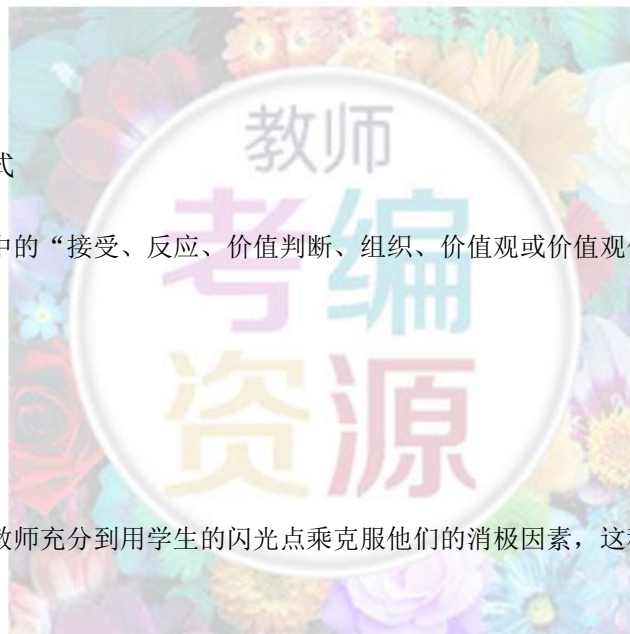 式
中的“接受、反应、价值判断、组织、价值观或价值观
教师
考编
资源
教师充分到用学生的闪光点乘克服他们的消极因素，这